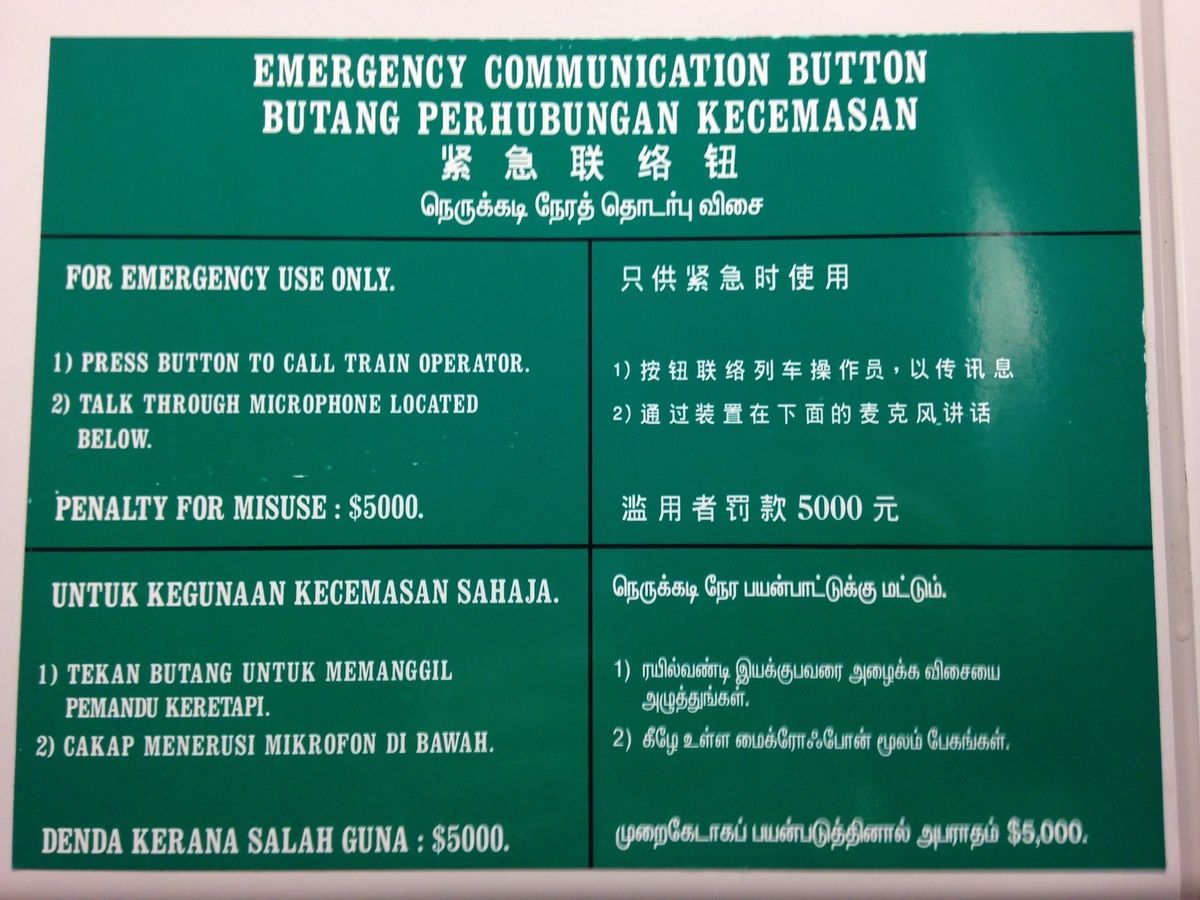 EMERGENCY COMMUNICATION BUTTON
BUTANG PERHUBUNGAN KECEMASAN
紧急联络钮
நெருக்கடி நேரத் தொடர்பு விசை
FOR EMERGENCY USE ONLY.
1) PRESS BUTTON TO CALL TRAIN OPERATOR.
2) TALK THROUGH MICROPHONE LOCATED
BELOW.
PENALTY FOR MISUSE : $5000.
只供紧急时使用
1) 按钮联络列车操作员，以传讯息
2) 通过装置在下面的麦克风讲话
滥用者罚款 5000 元
UNTUK KEGUNAAN KECEMASAN SAHAJA.
1) TEKAN BUTANG UNTUK MEMANGGIL
PEMANDU KERETAPI.
2) CAKAP MENERUSI MIKROFON DI BAWAH.
DENDA KERANA SALAH GUNA : $5000.
நெருக்கடி நேர பயன்பாட்டுக்கு மட்டும்.
1) ரயில்வண்டி இயக்குபவரை அழைக்க விசையை
அழுத்துங்கள்.
2) கீழே உள்ள மைக்ரோஃபோன் மூலம் பேசுங்கள்.
முறைகேடாகப் பயன்படுத்தினால் அபராதம் $5,000.